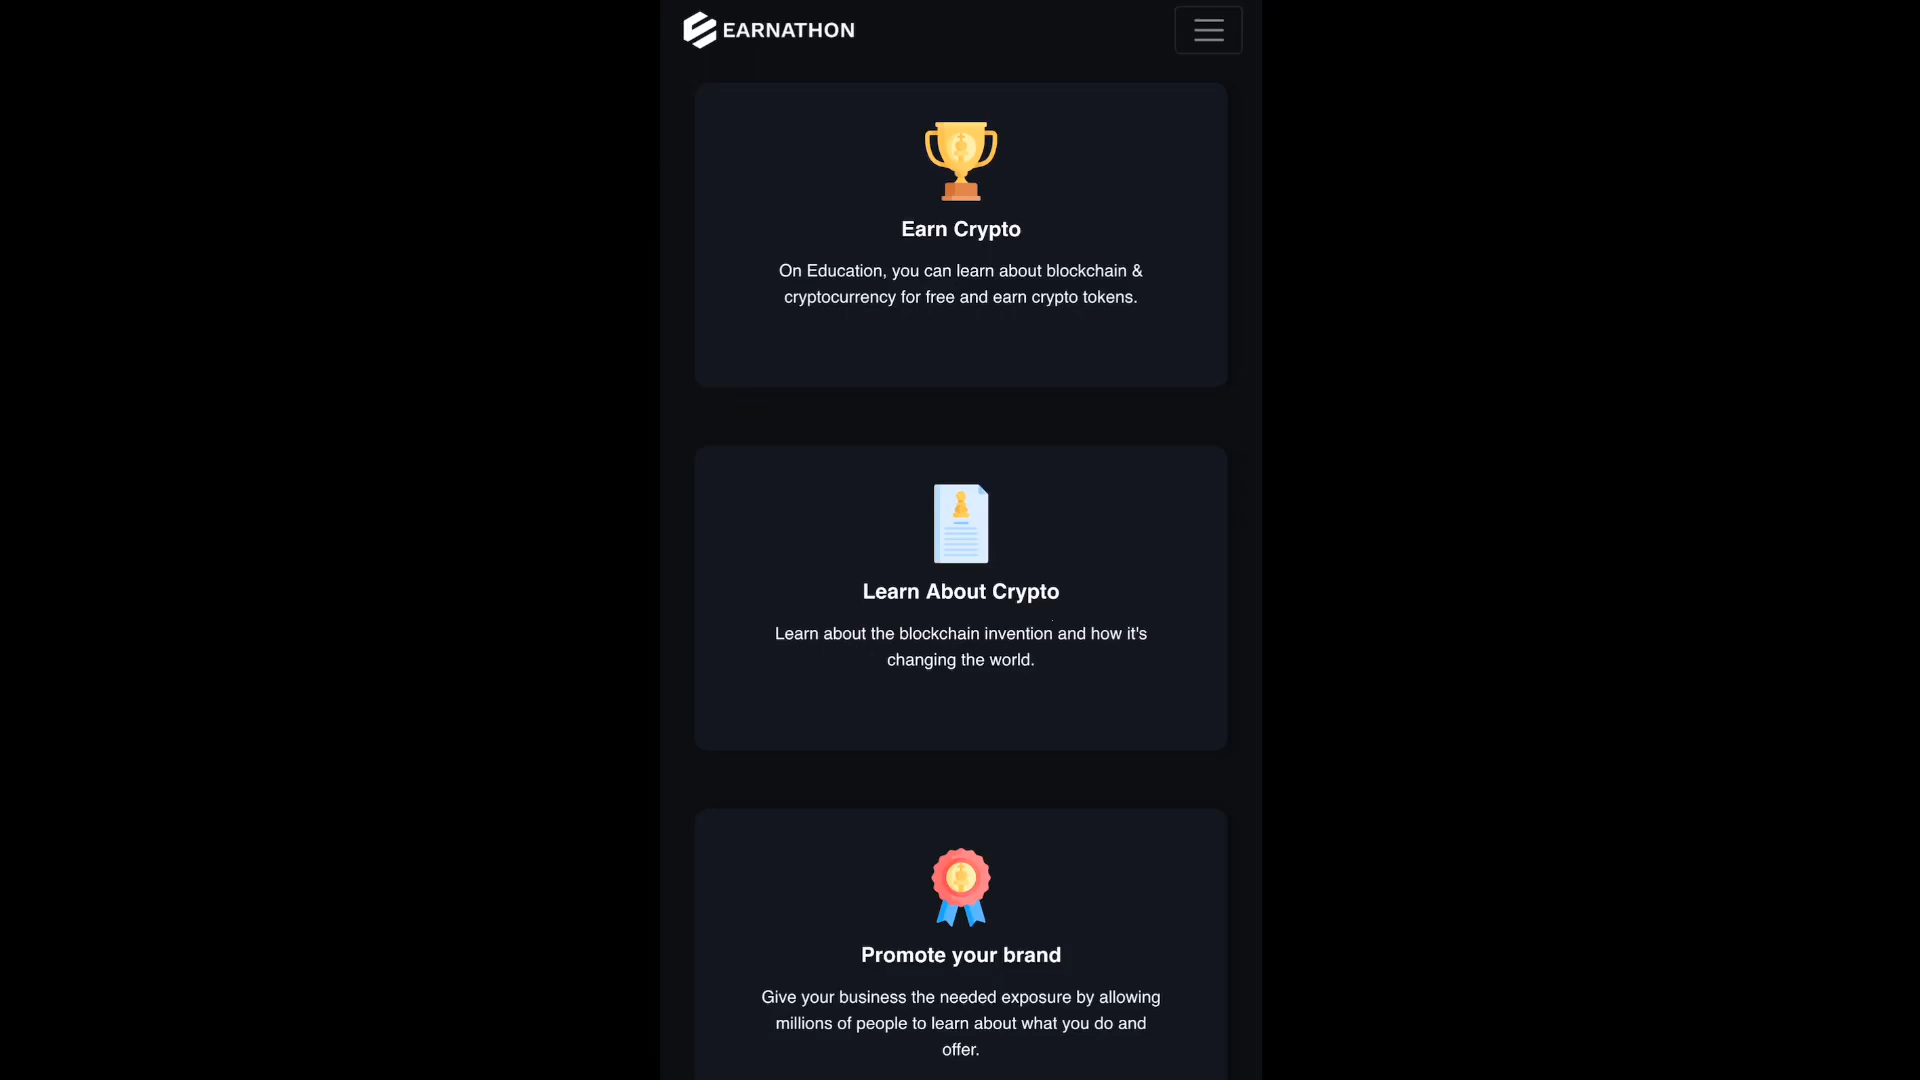 EARNATHON
Earn Crypto
On Education, you can learn about blockchain &
cryptocurrency for free and earn crypto tokens.
Learn About Crypto
Learn about the blockchain invention and how it's
changing the world.
Promote your brand
Give your business the needed exposure by allowing
millions of people to learn about what you do and
offer.